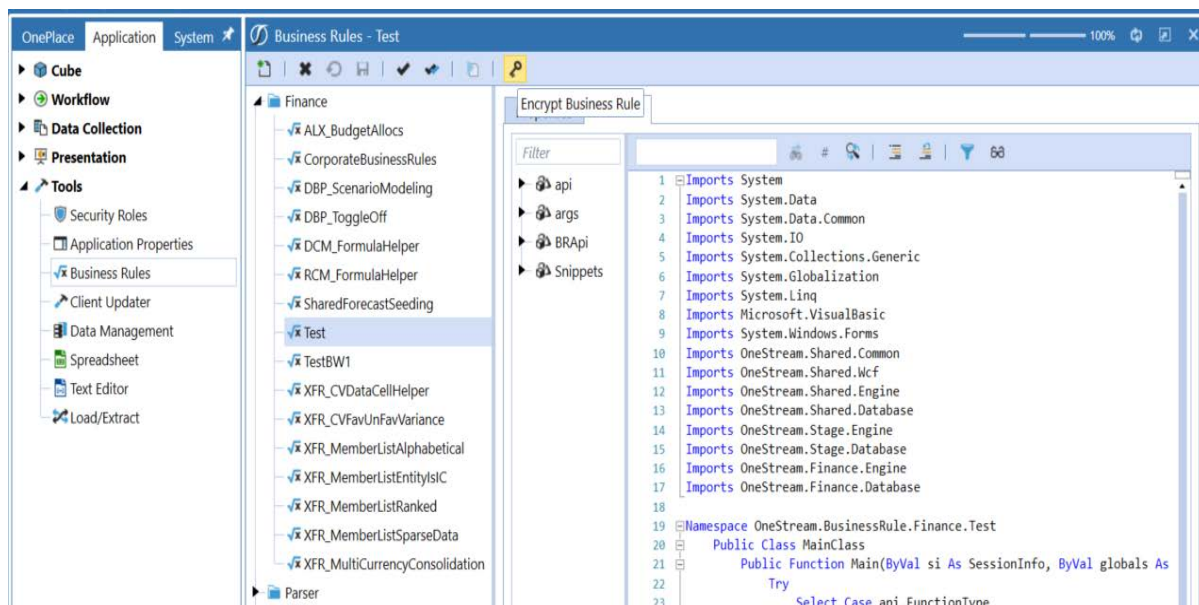 OnePlace Application System
Business Rules - Test
100%
Cube
Workflow
Data Collection
Presentation
Tools
Security Roles
Application Properties
Business Rules
Client Updater
Data Management
Spreadsheet
Text Editor
Load/Extract
Finance
ALX_BudgetAllocs
CorporateBusinessRules
DBP_ScenarioModeling
DBP_ToggleOff
DCM_FormulaHelper
RCM_FormulaHelper
SharedForecastSeeding
Test
TestBW1
XFR_CVDataCellHelper
XFR_CVFavUnFavVariance
XFR_MemberListAlphabetical
XFR_MemberListEntityIsIC
XFR_MemberListRanked
XFR_MemberListSparseData
XFR_MultiCurrencyConsolidation
Parser
Encrypt Business Rule
Filter
api
args
BRApi
Snippets
#
1 Imports System
2 Imports System.Data
3 Imports System.Data.Common
4 Imports System.IO
5 Imports System.Collections.Generic
6 Imports System.Globalization
7 Imports System.Linq
8 Imports Microsoft.VisualBasic
9 Imports System.Windows.Forms
10 Imports OneStream.Shared.Common
11 Imports OneStream.Shared.Wcf
12 Imports OneStream.Shared.Engine
13 Imports OneStream.Shared.Database
14 Imports OneStream.Stage.Engine
15 Imports OneStream.Stage.Database
16 Imports OneStream.Finance.Engine
17 Imports OneStream.Finance.Database
18
19 Namespace OneStream.BusinessRule.Finance.Test
20 Public Class MainClass
21 Public Function Main(ByVal si As SessionInfo, ByVal globals As
22 Try
23 Select Case api.FunctionType